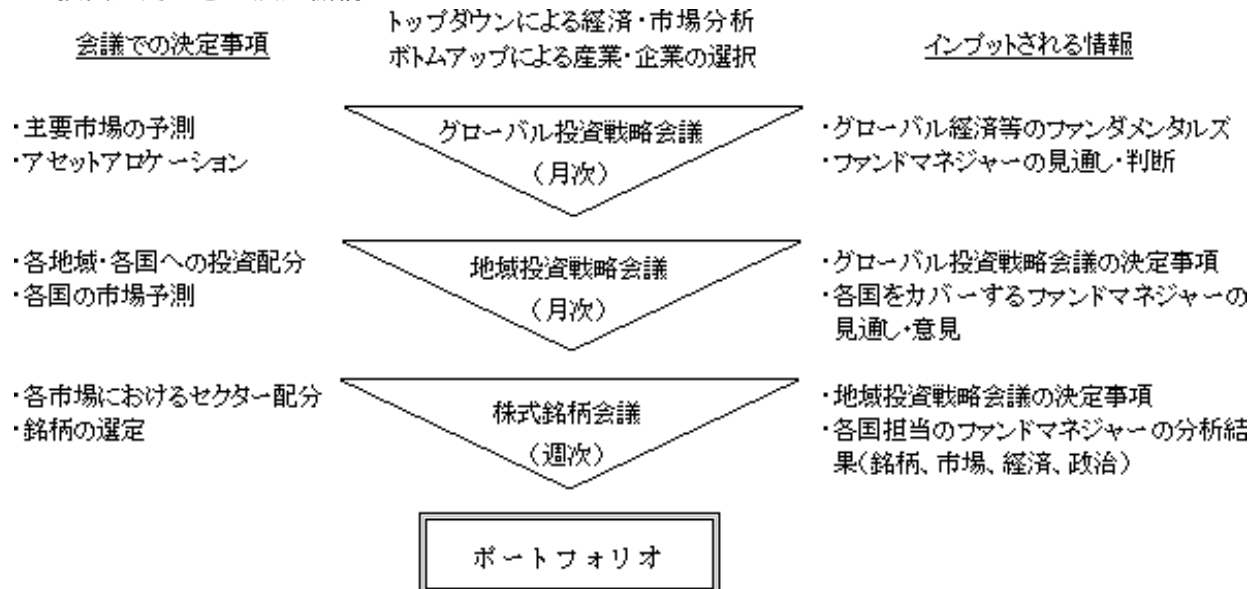 トップダウンによる経済・市場分析
ボトムアップによる産業・企業の選択
会議での決定事項
インプットされる情報
・主要市場の予測
・アセットアロケーション
グローバル投資戦略会議
(月次)
・グローバル経済等のファンダメンタルズ
・ファンドマネジャーの見通し・判断
・各地域・各国への投資配分
・各国の市場予測
地域投資戦略会議
(月次)
・グローバル投資戦略会議の決定事項
・各国をカバーするファンドマネジャーの
見通し・意見
・各市場におけるセクター配分
・銘柄の選定
株式銘柄会議
(週次)
・地域投資戦略会議の決定事項
・各国担当のファンドマネジャーの分析結
果(銘柄、市場、経済、政治)
ポートフォリオ